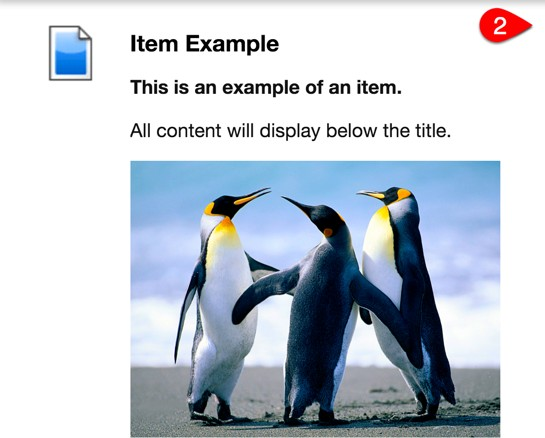 2
Item Example
This is an example of an item.
All content will display below the title.